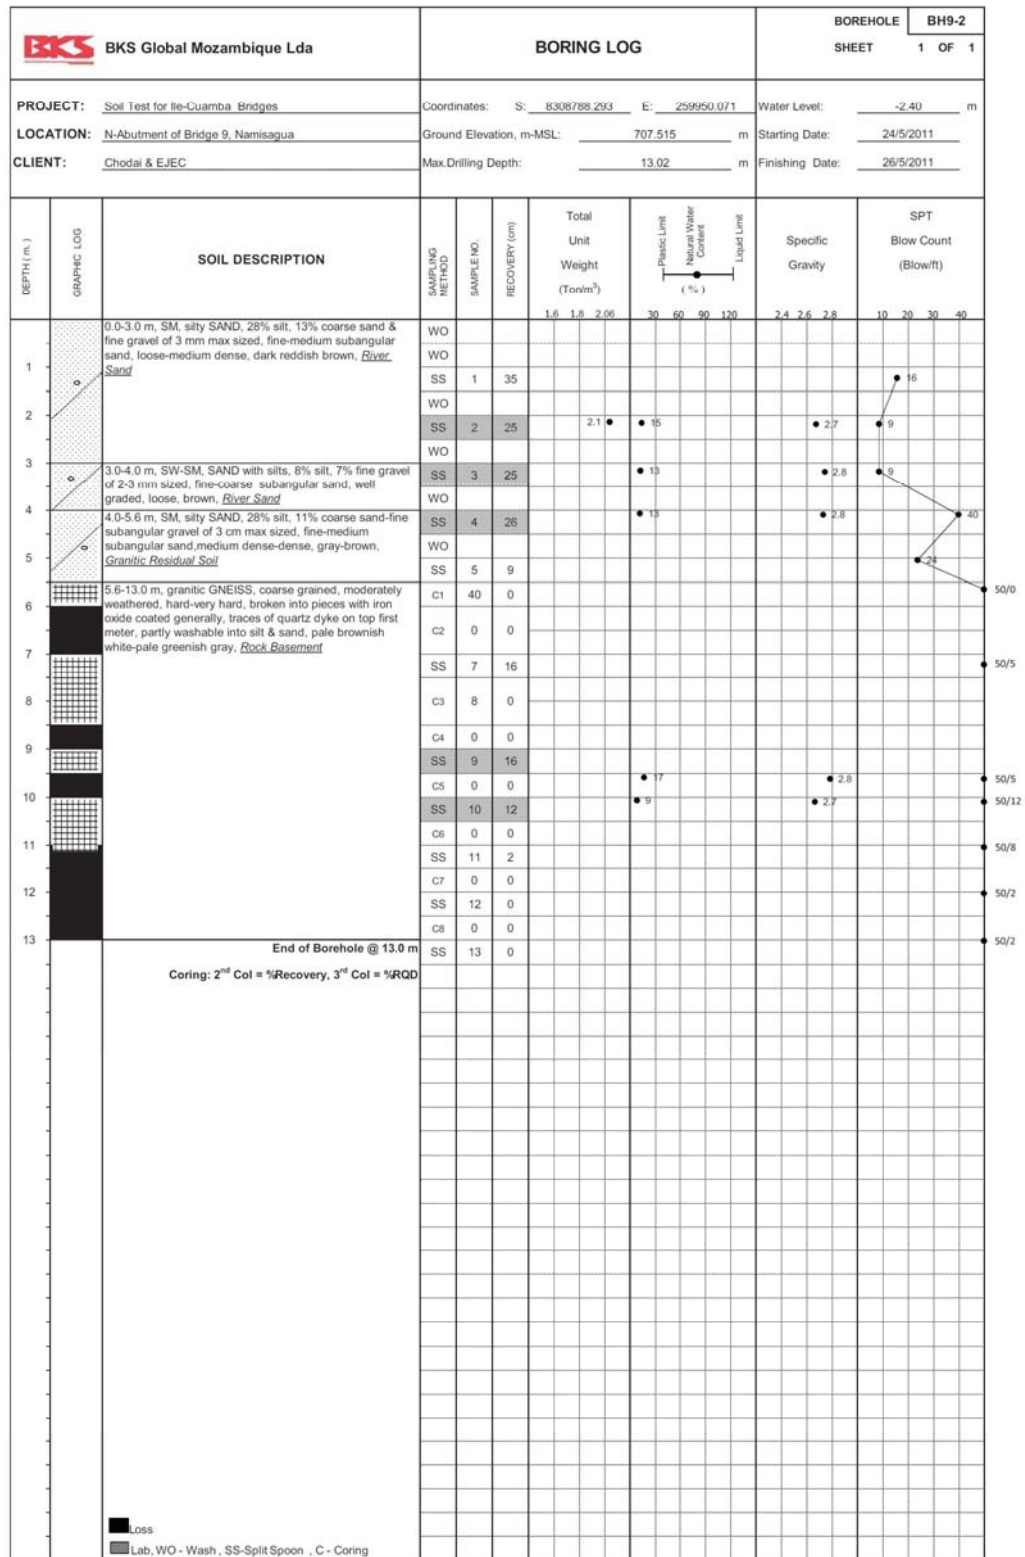 BKS BKS Global Mozambique Lda
BORING LOG
BOREHOLE BH9-2
SHEET 1 OF 1
PROJECT: Soil Test for Ile-Cuamba Bridges
Coordinates: S: 8308788.293 E: 259950.071
Water Level: -2.40 m
LOCATION: N-Abutment of Bridge 9, Namisagua
Ground Elevation, m-MSL: 707.515 m
Starting Date: 24/5/2011
CLIENT: Chodai & EJEC
Max.Drilling Depth: 13.02 m
Finishing Date: 26/5/2011
DEPTH ( m. )
GRAPHIC LOG
SOIL DESCRIPTION
SAMPLING METHOD
SAMPLE NO.
RECOVERY (cm)
Total
Unit
Weight
(Ton/m³)
1.6 1.8 2.06
Plastic Limit
Natural Water Content
Liquid Limit
( % )
30 60 90 120
Specific
Gravity
2.4 2.6 2.8
SPT
Blow Count
(Blow/ft)
10 20 30 40
0.0-3.0 m, SM, silty SAND, 28% silt, 13% coarse sand &
fine gravel of 3 mm max sized, fine-medium subangular
sand, loose-medium dense, dark reddish brown, River
Sand
WO
WO
1
SS 1 35
16
WO
2
SS 2 25
2.1
15
2.7
9
WO
3
3.0-4.0 m, SW-SM, SAND with silts, 8% silt, 7% fine gravel
of 2-3 mm sized, fine-coarse subangular sand, well
graded, loose, brown, River Sand
SS 3 25
13
2.8
9
WO
4
4.0-5.6 m, SM, silty SAND, 28% silt, 11% coarse sand-fine
subangular gravel of 3 cm max sized, fine-medium
subangular sand,medium dense-dense, gray-brown,
Granitic Residual Soil
SS 4 26
13
2.8
40
WO
5
SS 5 9
24
5.6-13.0 m, granitic GNEISS, coarse grained, moderately
weathered, hard-very hard, broken into pieces with iron
oxide coated generally, traces of quartz dyke on top first
meter, partly washable into silt & sand, pale brownish
white-pale greenish gray, Rock Basement
C1 40 0
50/0
6
C2 0 0
7
SS 7 16
50/5
8
C3 8 0
C4 0 0
9
SS 9 16
17
2.8
50/5
C5 0 0
10
SS 10 12
9
2.7
50/12
C6 0 0
11
SS 11 2
50/8
C7 0 0
12
SS 12 0
50/2
C8 0 0
13
End of Borehole @ 13.0 m
SS 13 0
50/2
Coring: 2nd Col = %Recovery, 3rd Col = %RQD
Loss
Lab, WO - Wash , SS-Split Spoon , C - Coring